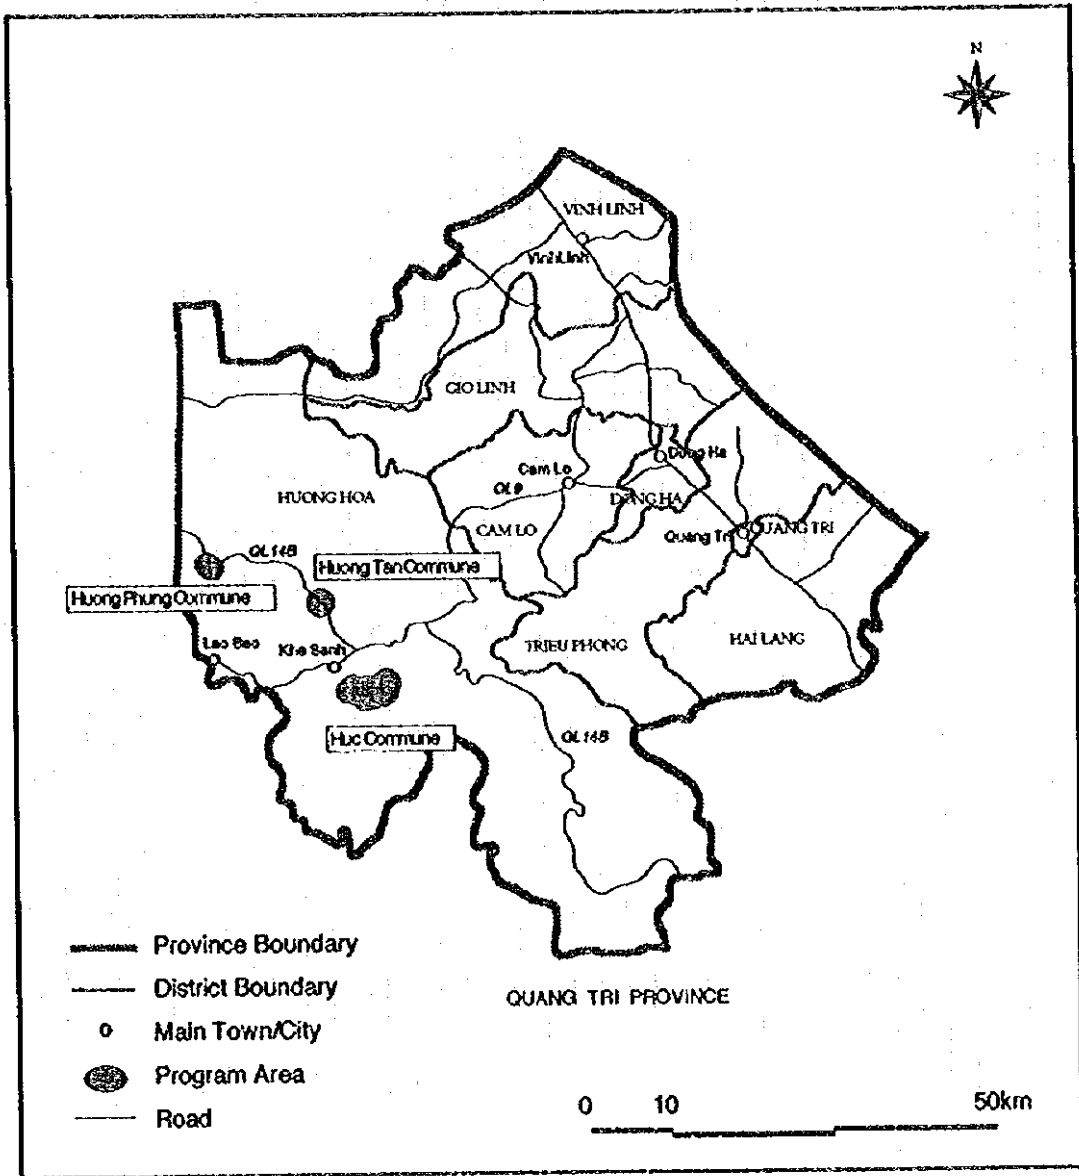 N
VINH LINH
Vinh Linh
GIO LINH
Cam Lo
Dong Ha
HUONG HOA
QL9
DONG HA
CAM LO
Quang Tri
QUANG TRI
QL14B
Huong Tan Commune
Huong Phung Commune
Lao Bao
Khe Sanh
TRIEU PHONG
HAI LANG
Huc Commune
QL14B
Province Boundary
District Boundary
QUANG TRI PROVINCE
Main Town/City
Program Area
Road
0 10 50km